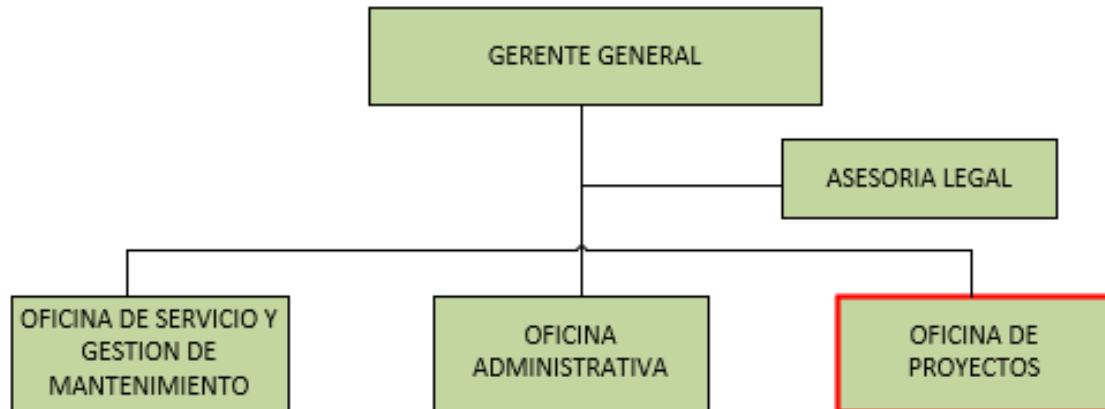 GERENTE GENERAL
ASESORIA LEGAL
OFICINA DE SERVICIO Y
GESTION DE
MANTENIMIENTO
OFICINA
ADMINISTRATIVA
OFICINA DE
PROYECTOS